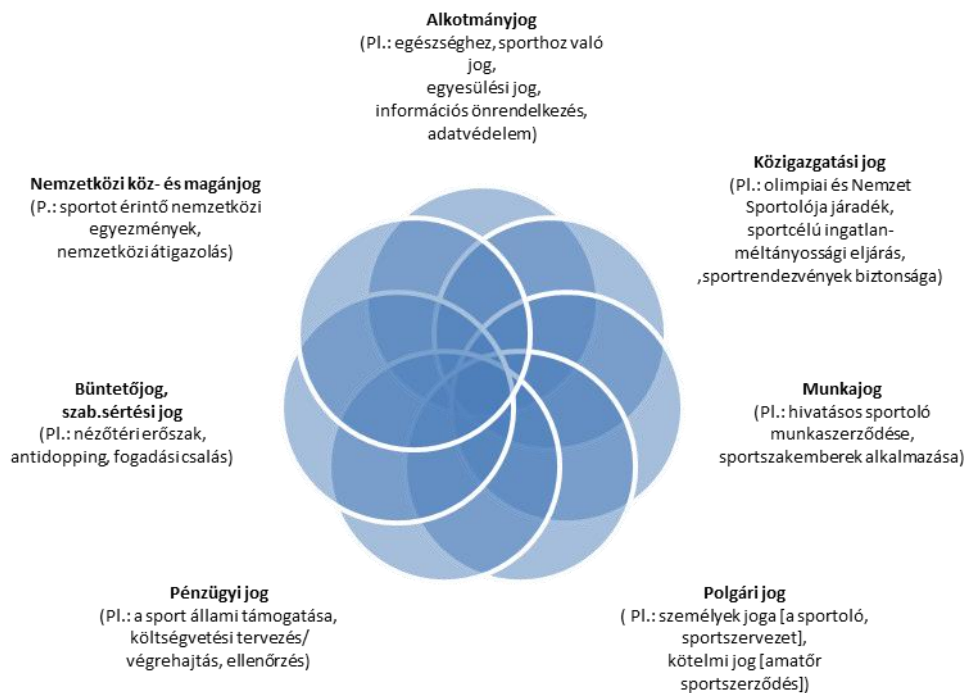 Alkotmányjog
(Pl.: egészséghez, sporthoz való
jog,
egyesülési jog,
információs önrendelkezés,
adatvédelem)
Közigazgatási jog
(Pl.: olimpiai és Nemzet
Sportolója járadék,
sportcélú ingatlan-
méltányossági eljárás,
,sportrendezvények biztonsága)
Munkajog
(Pl.: hivatásos sportoló
munkaszerződése,
sportszakemberek alkalmazása)
Polgári jog
( Pl.: személyek joga [a sportoló,
sportszervezet],
kötelmi jog [amatőr
sportszerződés])
Pénzügyi jog
(Pl.: a sport állami támogatása,
költségvetési tervezés/
végrehajtás, ellenőrzés)
Büntetőjog,
szab.sértési jog
(Pl.: nézőtéri erőszak,
antidopping, fogadási csalás)
Nemzetközi köz- és magánjog
(P.: sportot érintő nemzetközi
egyezmények,
nemzetközi átigazolás)